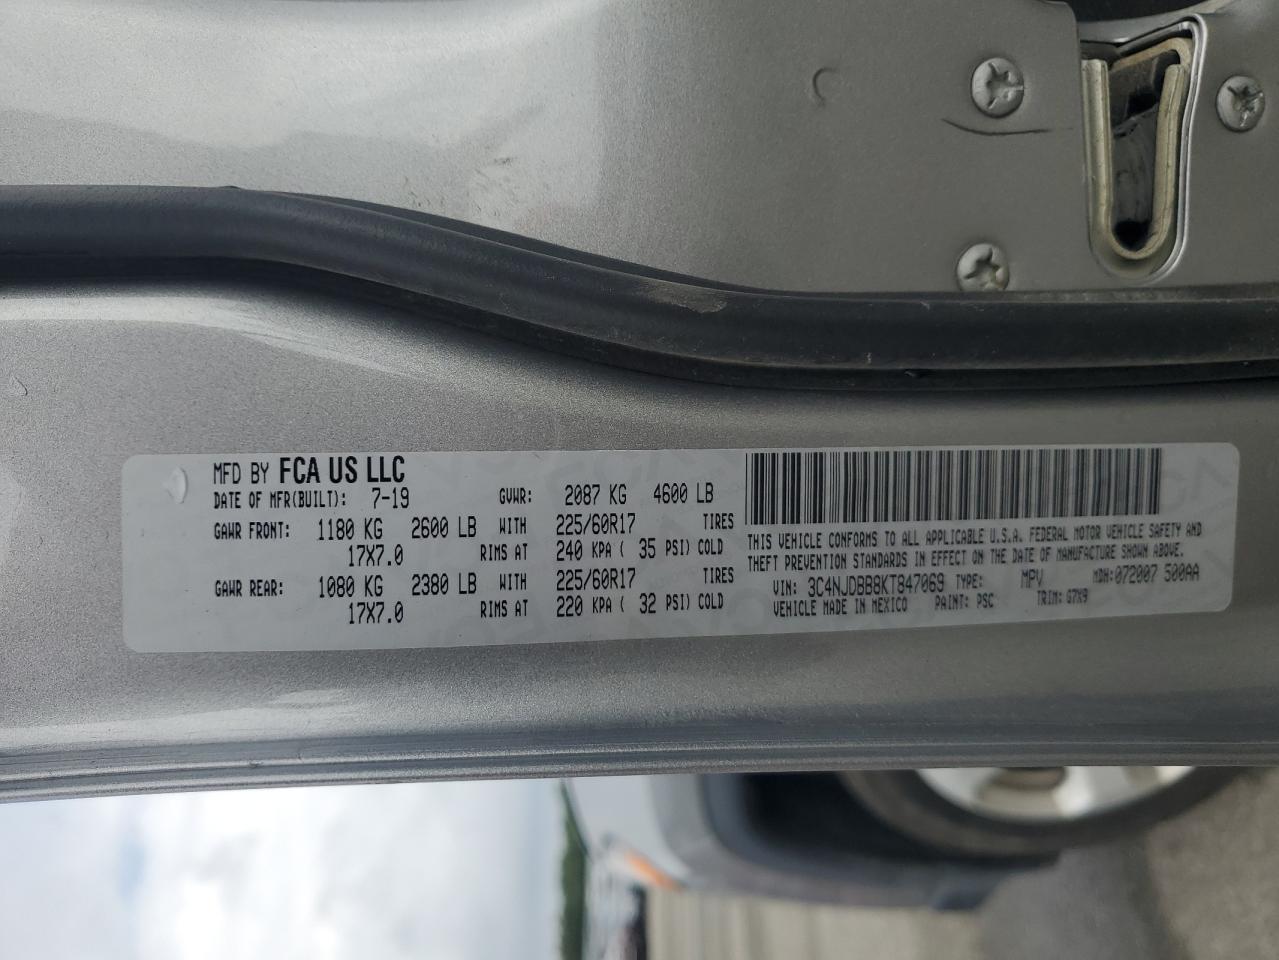 MFD BY FCA US LLC
DATE OF MFR(BUILT): 7-19 GVWR: 2087 KG 4600 LB
GAWR FRONT: 1180 KG 2600 LB WITH 225/60R17 TIRES
17X7.0 RIMS AT 240 KPA ( 35 PSI) COLD
GAWR REAR: 1080 KG 2380 LB WITH 225/60R17 TIRES
17X7.0 RIMS AT 220 KPA ( 32 PSI) COLD
THIS VEHICLE CONFORMS TO ALL APPLICABLE U.S.A. FEDERAL MOTOR VEHICLE SAFETY AND
THEFT PREVENTION STANDARDS IN EFFECT ON THE DATE OF MANUFACTURE SHOWN ABOVE.
VIN: 3C4NJDBB8KT847069 TYPE: MPV MDH:072007 500AA
VEHICLE MADE IN MEXICO PAINT: PSC TRIM: G7X9